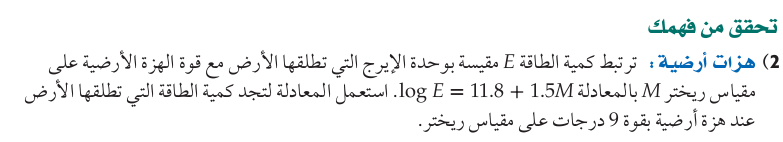 تحقق من فهمك
2) هزات أرضية: ترتبط كمية الطاقة E مقيسة بوحدة الإيرج التي تطلقها الأرض مع قوة الهزة الأرضية على
مقياس ريختر M بالمعادلة log E = 11.8 + 1.5M. استعمل المعادلة لتجد كمية الطاقة التي تطلقها الأرض
عند هزة أرضية بقوة 9 درجات على مقياس ريختر.